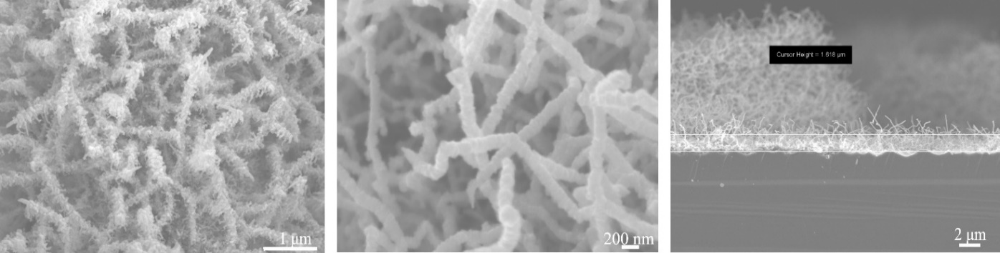 Cursor Height = 1.618 µm
1 µm
200 nm
2 µm